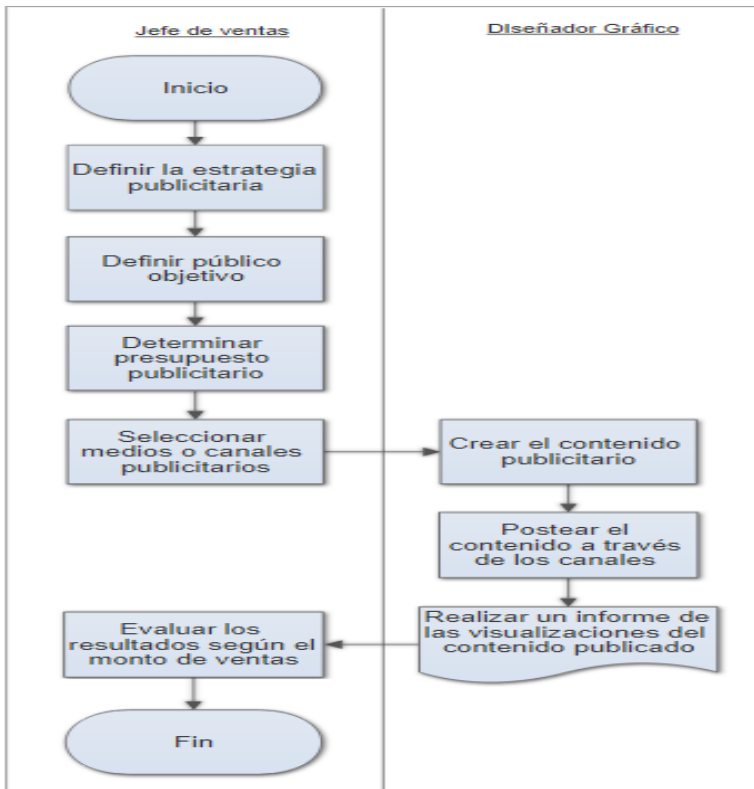 Jefe de ventas
DIseñador Gráfico
Inicio
Definir la estrategia
publicitaria
Definir público
objetivo
Determinar
presupuesto
publicitario
Seleccionar
medios o canales
publicitarios
Crear el contenido
publicitario
Postear el
contenido a través
de los canales
Realizar un informe de
las visualizaciones del
contenido publicado
Evaluar los
resultados según el
monto de ventas
Fin